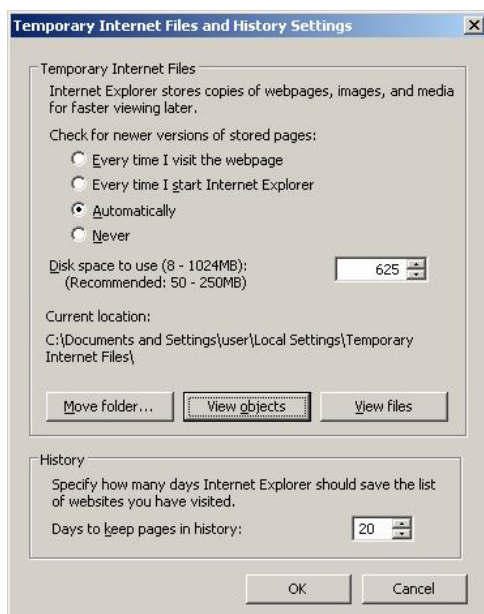 Temporary Internet Files and History Settings
Temporary Internet Files
Internet Explorer stores copies of webpages, images, and media
for faster viewing later.
Check for newer versions of stored pages:
Every time I visit the webpage
Every time I start Internet Explorer
Automatically
Never
Disk space to use (8 - 1024MB): 625
(Recommended: 50 - 250MB)
Current location:
C:\Documents and Settings\user\Local Settings\Temporary
Internet Files\
Move folder... View objects View files
History
Specify how many days Internet Explorer should save the list
of websites you have visited.
Days to keep pages in history: 20
OK Cancel